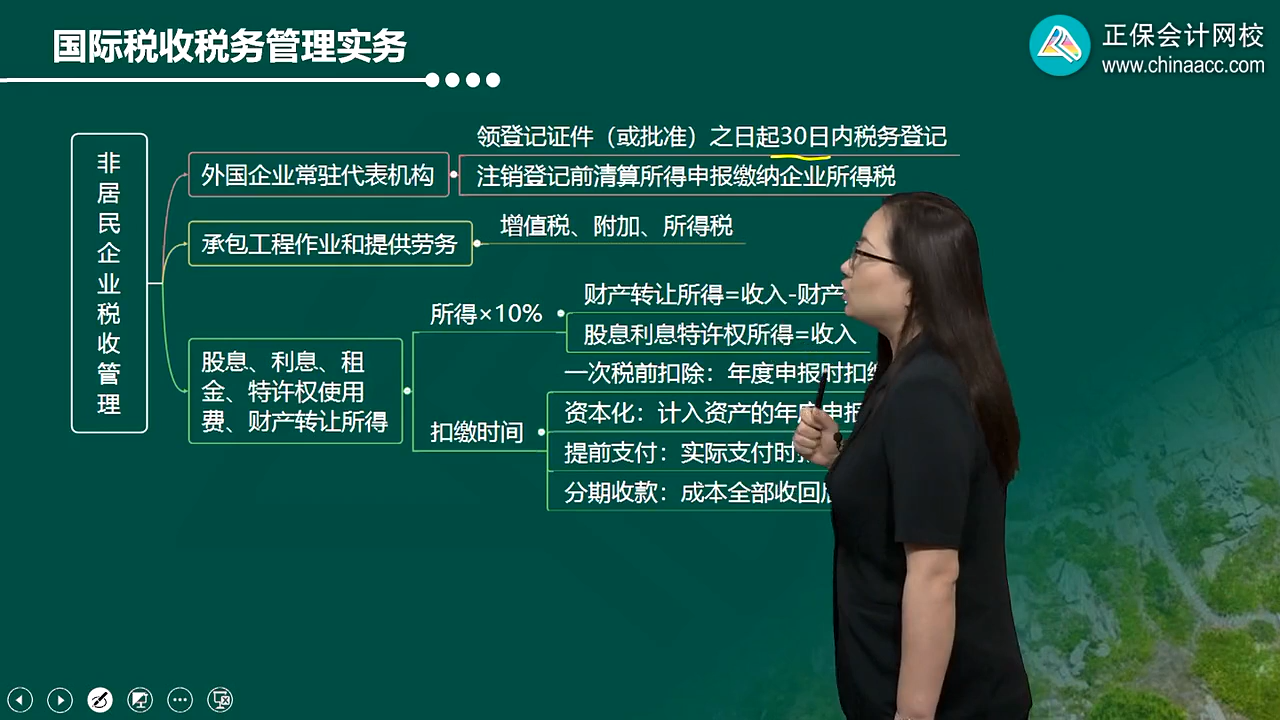 国际税收税务管理实务
正保会计网校
www.chinaacc.com
非居民企业税收管理
外国企业常驻代表机构
领登记证件（或批准）之日起30日内税务登记
注销登记前清算所得申报缴纳企业所得税
承包工程作业和提供劳务
增值税、附加、所得税
股息、利息、租
金、特许权使用
费、财产转让所得
所得×10%
财产转让所得=收入-财产
股息利息特许权所得=收入
扣缴时间
一次税前扣除：年度申报时扣缴
资本化：计入资产的年度申报
提前支付：实际支付时
分期收款：成本全部收回